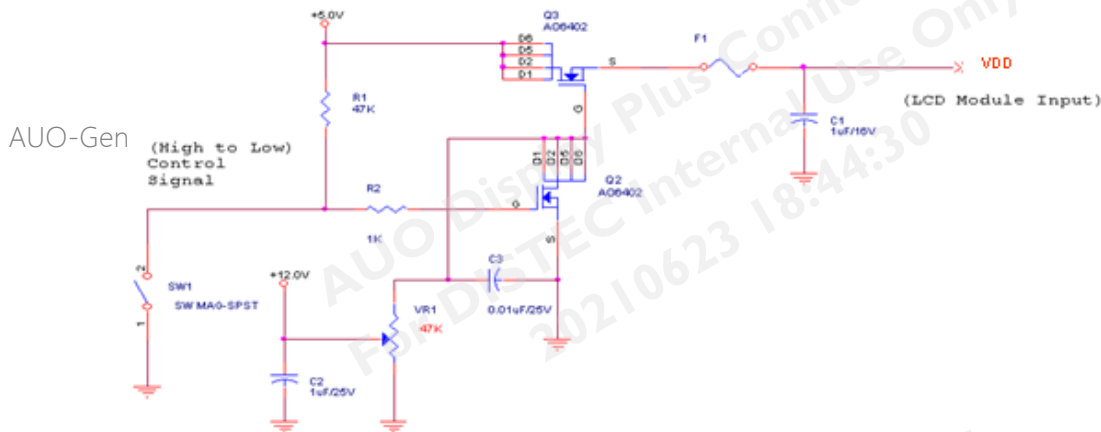 +5.0V
Q3
AO6402
D6
D5
D2
D1
S
G
F1
VDD
(LCD Module Input)
C1
1uF/16V
R1
47K
AUO-Gen
(High to Low)
Control
Signal
D1
D2
D5
D6
Q2
AO6402
R2
1K
G
S
2
SW1
SW MAG-SPST
1
+12.0V
C3
0.01uF/25V
VR1
47K
C2
1uF/25V
AUO Display Plus Confi
For DISTEC Internal Use Only
20210623 18:44:30